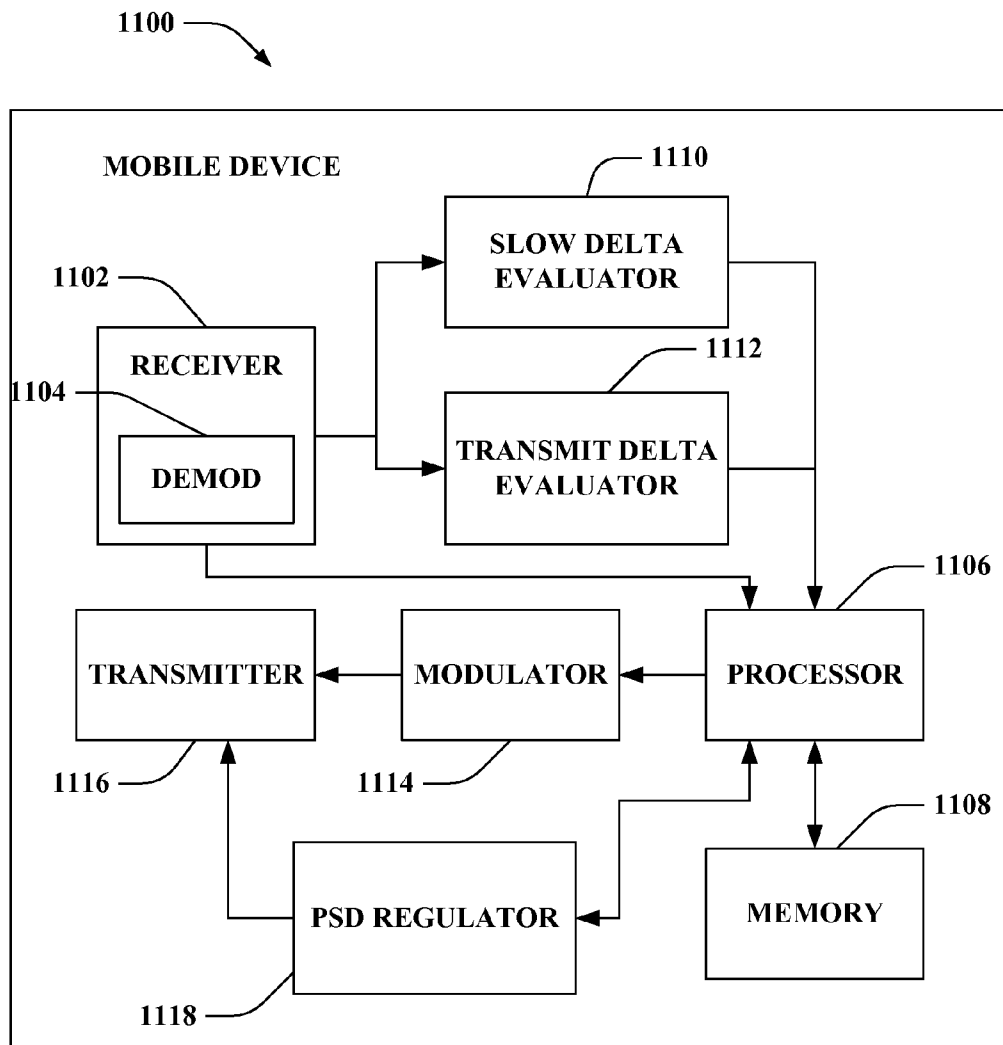 1100
MOBILE DEVICE
1110
SLOW DELTA
EVALUATOR
1102
RECEIVER
1112
1104
TRANSMIT DELTA
EVALUATOR
DEMOD
1106
TRANSMITTER
MODULATOR
PROCESSOR
1116
1114
1108
PSD REGULATOR
MEMORY
1118